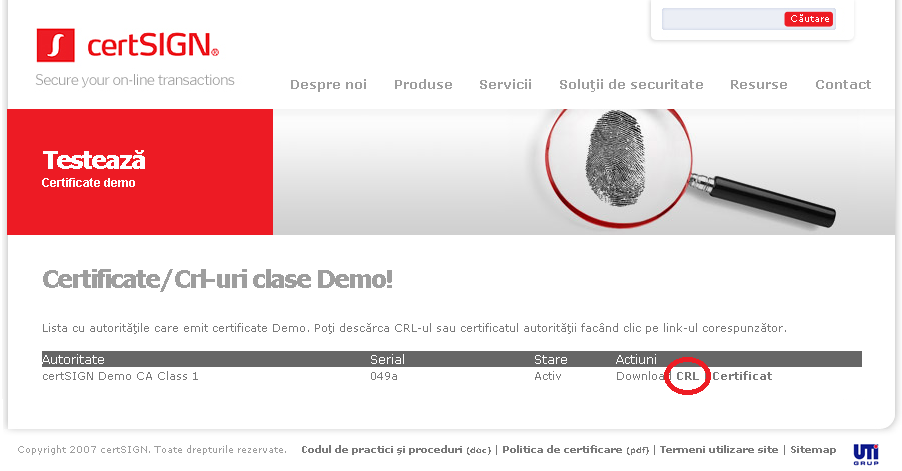 Căutare
certSIGN®
Secure your on-line transactions
Despre noi Produse Servicii Soluţii de securitate Resurse Contact
Testează
Certificate demo
Certificate/Crl-uri clase Demo!
Lista cu autorităţile care emit certificate Demo. Poţi descărca CRL-ul sau certificatul autorităţii facând clic pe link-ul corespunzător.
Autoritate Serial Stare Actiuni
certSIGN Demo CA Class 1 049a Activ Download CRL Certificat
Copyright 2007 certSIGN. Toate drepturile rezervate. Codul de practici şi proceduri (doc) | Politica de certificare (pdf) | Termeni utilizare site | Sitemap
UTI
GRUP